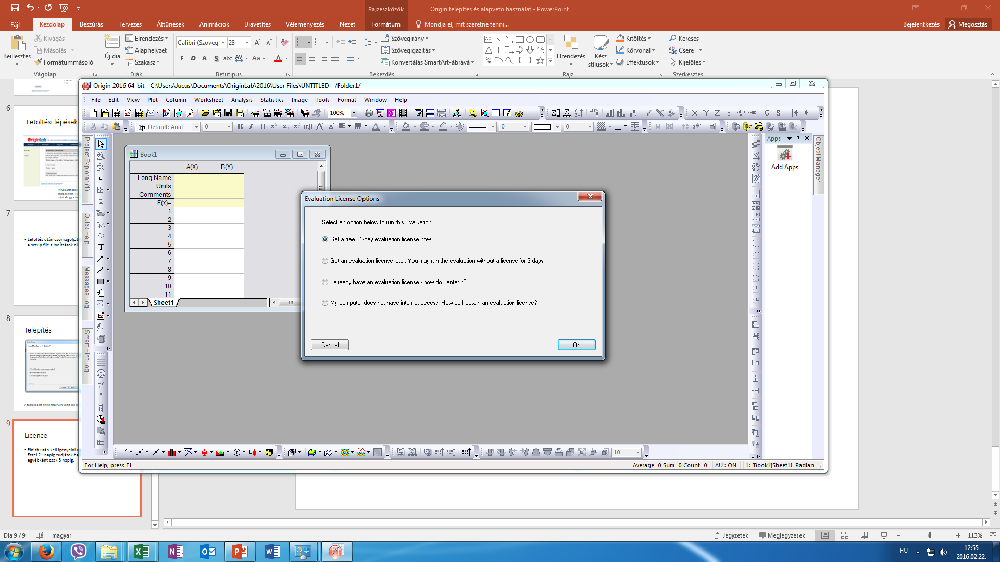 Rajzeszközök
Origin telepítés és alapvető használat - PowerPoint
Fájl Kezdőlap Beszúrás Tervezés Áttűnések Animációk Diavetítés Véleményezés Nézet Formátum Mondja el, mit szeretne tenni... Bejelentkezés Megosztás
Beillesztés
Kivágás
Másolás
Formátummásoló
Vágólap
Új dia
Elrendezés
Alaphelyzet
Szakasz
Diák
Calibri (Szövegt 28
F D A S abc AV Aa A
Betűtípus
Szövegirány
Szövegigazítás
Konvertálás SmartArt-ábrává
Bekezdés
Elrendezés
Kész stílusok
Kitöltés
Körvonal
Effektusok
Rajz
Keresés
Csere
Kijelölés
Szerkesztés
6
Letöltési lépések
OriginLab
7
• Letöltés után csomagolját
a setup file-t indítsátok el
8
Telepítés
A többi lépést értelemszerűen végig kell
9
Licence
• Finish után kell igényelni e
Ezzel 21 napig tudjátok ha
egyébként csak 3 napig.
Origin 2016 64-bit - C:\Users\Jucus\Documents\OriginLab\2016\User Files\UNTITLED - /Folder1/
File Edit View Plot Column Worksheet Analysis Statistics Image Tools Format Window Help
100%
X Y Z abc NONE G S
Default: Arial 0 B I U αβ A A A 0 0
Project Explorer (1)
Quick Help
Messages Log
Smart Hint Log
Book1
A(X) B(Y)
Long Name
Units
Comments
F(x)=
1
2
3
4
5
6
7
8
9
10
11
Sheet1
Evaluation License Options
Select an option below to run this Evaluation.
Get a free 21-day evaluation license now.
Get an evaluation license later. You may run the evaluation without a license for 3 days.
I already have an evaluation license - how do I enter it?
My computer does not have internet access. How do I obtain an evaluation license?
Cancel OK
Apps
Add Apps
Object Manager
10
For Help, press F1
Average=0 Sum=0 Count=0 AU : ON 1: [Book1]Sheet1! Radian
Dia 9 / 9 magyar Jegyzetek Megjegyzések 113%
HU
12:55
2016.02.22.